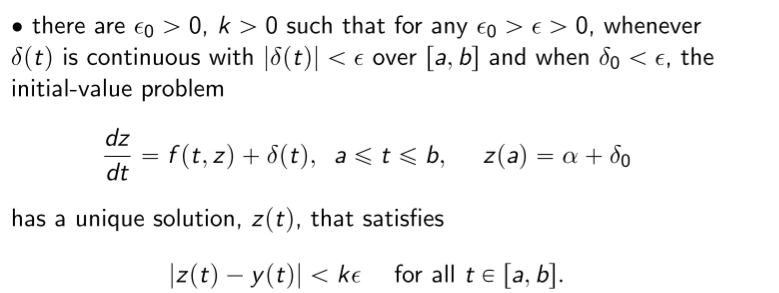 • there are ϵ₀ > 0, k > 0 such that for any ϵ₀ > ϵ > 0, whenever
δ(t) is continuous with |δ(t)| < ϵ over [a, b] and when δ₀ < ϵ, the
initial-value problem
dz/dt = f(t, z) + δ(t), a ⩽ t ⩽ b, z(a) = α + δ₀
has a unique solution, z(t), that satisfies
|z(t) − y(t)| < kϵ for all t ∈ [a, b].